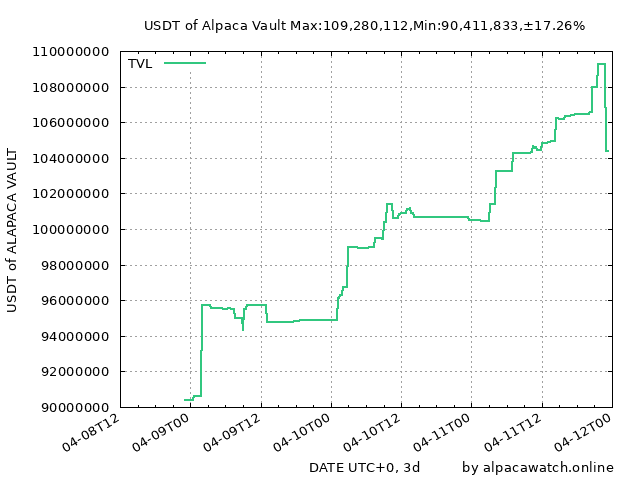 USDT of Alpaca Vault Max:109,280,112,Min:90,411,833,±17.26%
110000000
TVL
108000000
106000000
104000000
102000000
100000000
98000000
96000000
94000000
92000000
90000000
USDT of ALAPACA VAULT
04-08T12
04-09T00
04-09T12
04-10T00
04-10T12
04-11T00
04-11T12
04-12T00
DATE UTC+0, 3d
by alpacawatch.online